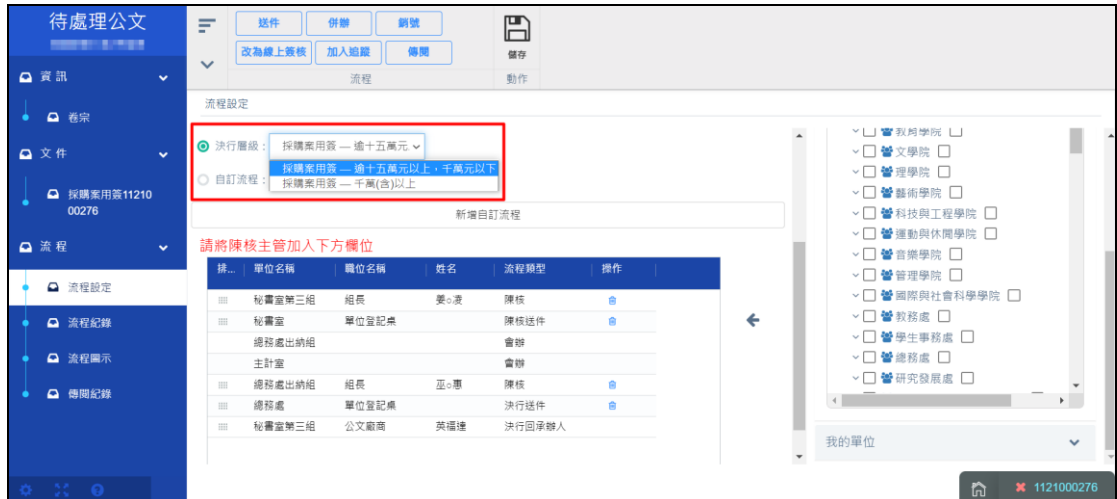 待處理公文
資訊
卷宗
文件
採購案用簽11210
00276
流程
流程設定
流程紀錄
流程圖示
傳閱紀錄
送件 併辦 銷號
改為線上簽核 加入追蹤 傳閱
流程
儲存
動作
流程設定
決行層級： 採購案用簽 — 逾十五萬元
採購案用簽 — 逾十五萬元以上，千萬元以下
自訂流程： 採購案用簽 — 千萬(含)以上
新增自訂流程
請將陳核主管加入下方欄位
排... 單位名稱 職位名稱 姓名 流程類型 操作
秘書室第三組 組長 姜○凌 陳核
秘書室 單位登記桌 陳核送件
總務處出納組 會辦
主計室 會辦
總務處出納組 組長 巫○惠 陳核
總務處 單位登記桌 決行送件
秘書室第三組 公文廠商 英福達 決行回承辦人
教育學院
文學院
理學院
藝術學院
科技與工程學院
運動與休閒學院
音樂學院
管理學院
國際與社會科學學院
教務處
學生事務處
總務處
研究發展處
我的單位
1121000276